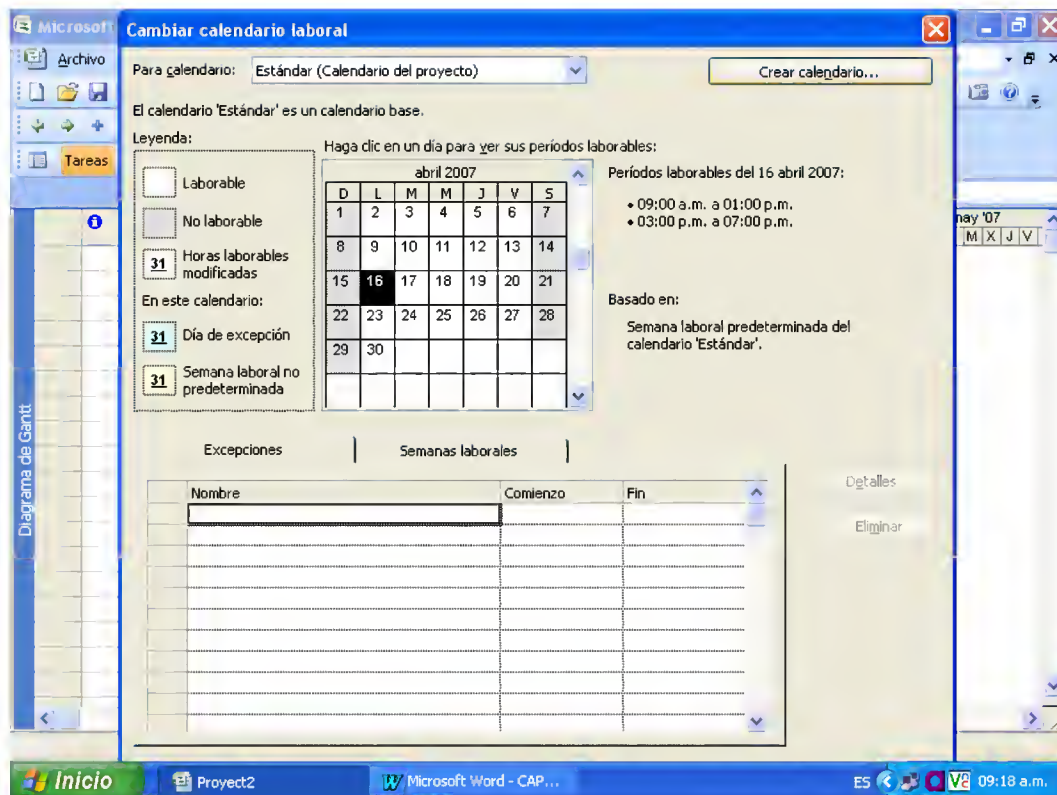 Microsoft
Cambiar calendario laboral
Archivo
Para calendario: Estándar (Calendario del proyecto)
Crear calendario...
El calendario 'Estándar' es un calendario base.
Leyenda:
Haga clic en un día para ver sus períodos laborables:
Tareas
Laborable
No laborable
31 Horas laborables modificadas
En este calendario:
31 Día de excepción
31 Semana laboral no predeterminada
abril 2007
D L M M J V S
1 2 3 4 5 6 7
8 9 10 11 12 13 14
15 16 17 18 19 20 21
22 23 24 25 26 27 28
29 30
Períodos laborables del 16 abril 2007:
• 09:00 a.m. a 01:00 p.m.
• 03:00 p.m. a 07:00 p.m.
Basado en:
Semana laboral predeterminada del
calendario 'Estándar'.
may '07
M X J V
Diagrama de Gantt
Excepciones
Semanas laborales
Nombre Comienzo Fin
Detalles
Eliminar
Inicio
Proyect2
Microsoft Word - CAP...
ES
09:18 a.m.